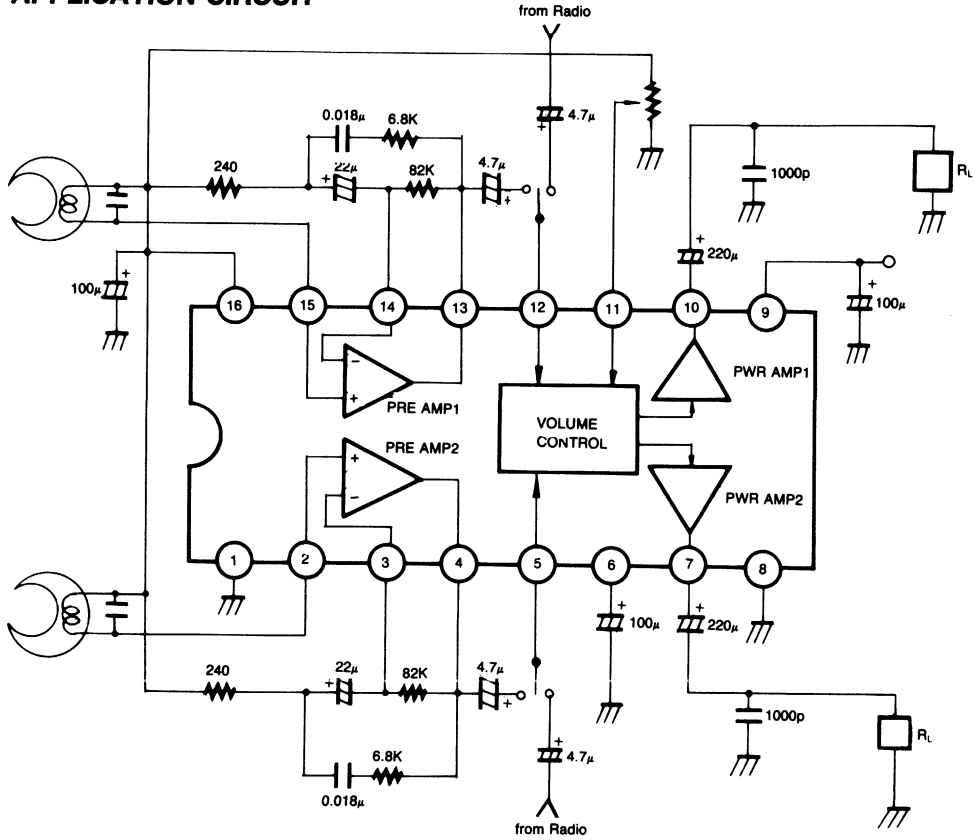 APPLICATION CIRCUIT
from Radio
0.018μ
6.8K
4.7μ
240
22μ
82K
4.7μ
1000p
RL
220μ
100μ
100μ
16
15
14
13
12
11
10
9
PRE AMP1
PWR AMP1
VOLUME
CONTROL
PRE AMP2
PWR AMP2
1
2
3
4
5
6
7
8
100μ
220μ
240
22μ
82K
4.7μ
1000p
RL
6.8K
0.018μ
4.7μ
from Radio